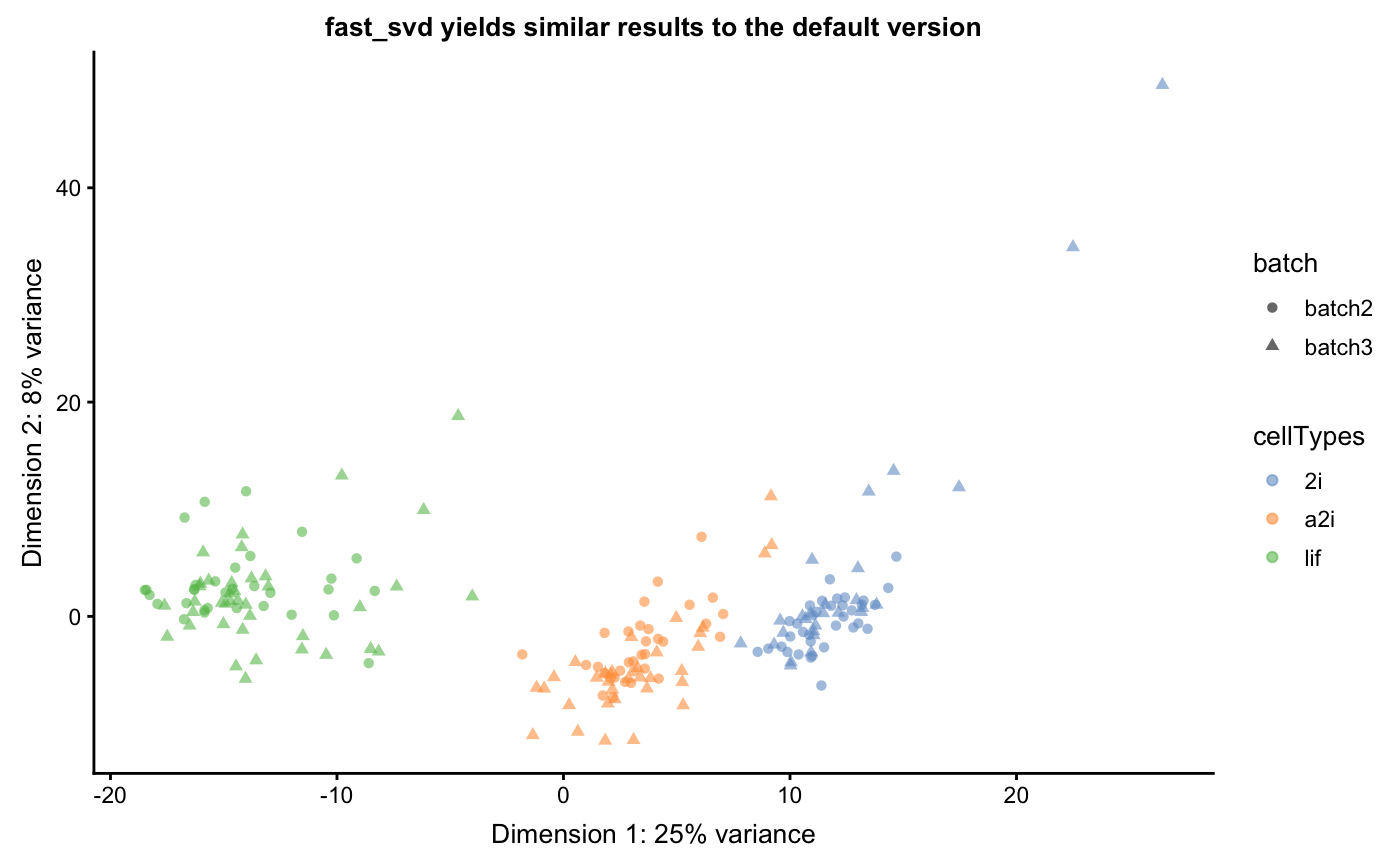 fast_svd yields similar results to the default version
Dimension 2: 8% variance
40
20
0
-20
-10
0
10
20
Dimension 1: 25% variance
batch
batch2
batch3
cellTypes
2i
a2i
lif